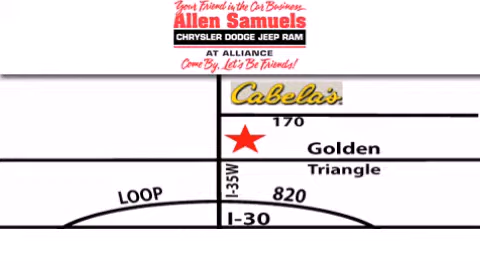 Your Friend in the Car Business
Allen Samuels
CHRYSLER DODGE JEEP RAM
AT ALLIANCE
Come By, Let's Be Friends!
Cabela's
170
Golden
Triangle
I-35W
LOOP 820
I-30